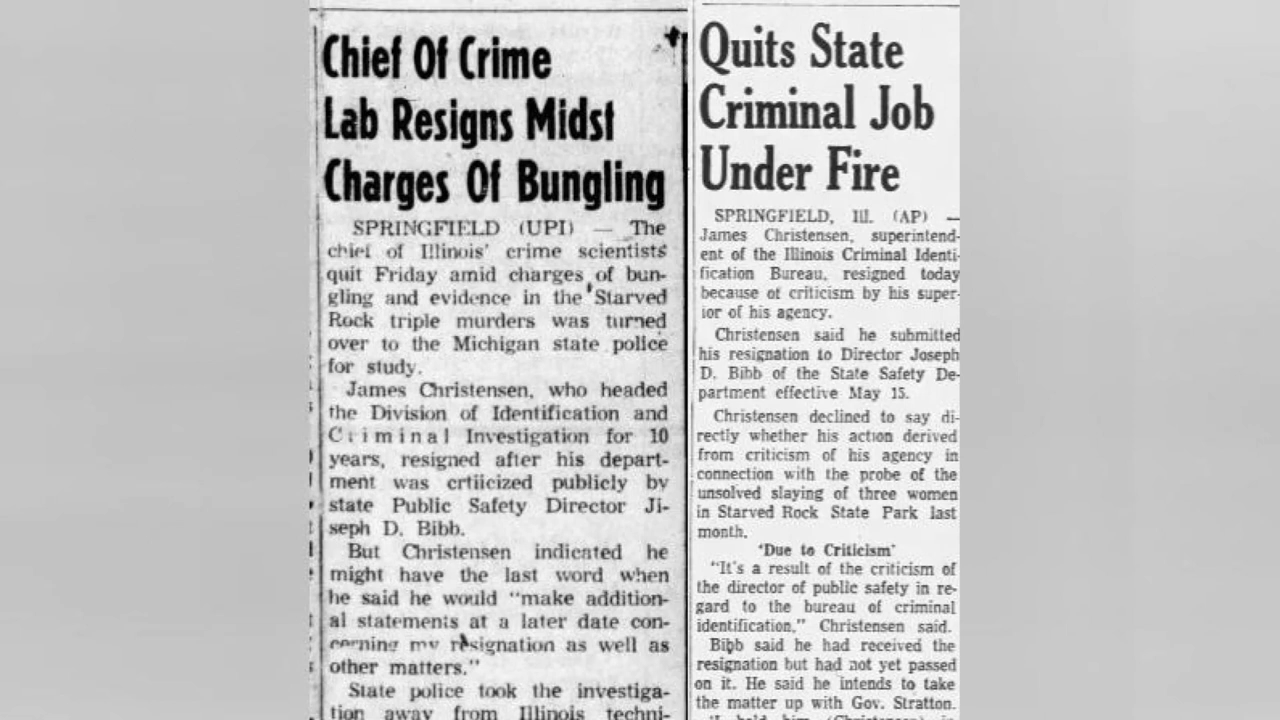 Chief Of Crime
Lab Resigns Midst
Charges Of Bungling
SPRINGFIELD (UPI) — The
chief of Illinois' crime scientists
quit Friday amid charges of bun-
gling and evidence in the Starved
Rock triple murders was turned
over to the Michigan state police
for study.
James Christensen, who headed
the Division of Identification and
Criminal Investigation for 10
years, resigned after his depart-
ment was crtiicized publicly by
state Public Safety Director Ji-
seph D. Bibb.
But Christensen indicated he
might have the last word when
he said he would "make addition-
al statements at a later date con-
cerning my resignation as well as
other matters."
State police took the investiga-
tion away from Illinois techni-
Quits State
Criminal Job
Under Fire
SPRINGFIELD, Ill. (AP) —
James Christensen, superintend-
ent of the Illinois Criminal Identi-
fication Bureau, resigned today
because of criticism by his super-
ior of his agency.
Christensen said he submitted
his resignation to Director Joseph
D. Bibb of the State Safety De-
partment effective May 15.
Christensen declined to say di-
rectly whether his action derived
from criticism of his agency in
connection with the probe of the
unsolved slaying of three women
in Starved Rock State Park last
month.
'Due to Criticism'
"It's a result of the criticism of
the director of public safety in re-
gard to the bureau of criminal
identification," Christensen said.
Bibb said he had received the
resignation but had not yet passed
on it. He said he intends to take
the matter up with Gov. Stratton.
"I told him (Christensen)